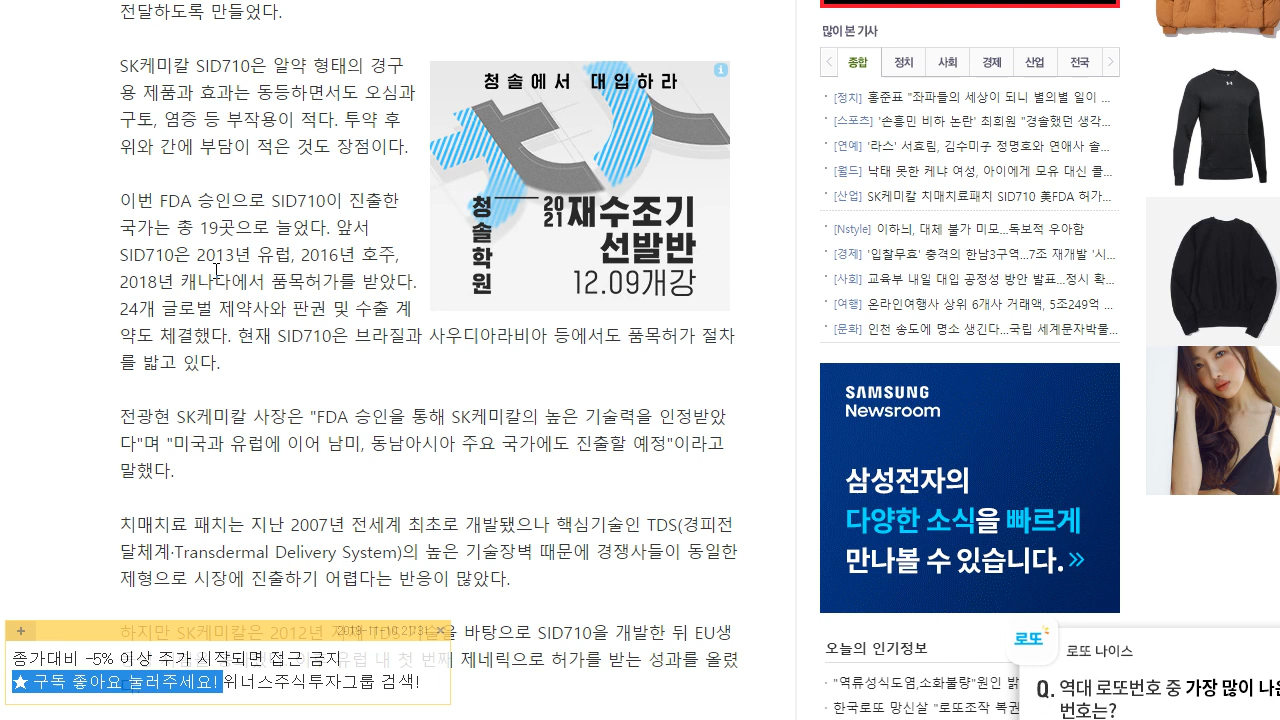 전달하도록 만들었다.
SK케미칼 SID710은 알약 형태의 경구
용 제품과 효과는 동등하면서도 오심과
구토, 염증 등 부작용이 적다. 투약 후
위와 간에 부담이 적은 것도 장점이다.
이번 FDA 승인으로 SID710이 진출한
국가는 총 19곳으로 늘었다. 앞서
SID710은 2013년 유럽, 2016년 호주,
2018년 캐나다에서 품목허가를 받았다.
24개 글로벌 제약사와 판권 및 수출 계
약도 체결했다. 현재 SID710은 브라질과 사우디아라비아 등에서도 품목허가 절차
를 밟고 있다.
전광현 SK케미칼 사장은 "FDA 승인을 통해 SK케미칼의 높은 기술력을 인정받았
다"며 "미국과 유럽에 이어 남미, 동남아시아 주요 국가에도 진출할 예정"이라고
말했다.
치매치료 패치는 지난 2007년 전세계 최초로 개발됐으나 핵심기술인 TDS(경피전
달체계·Transdermal Delivery System)의 높은 기술장벽 때문에 경쟁사들이 동일한
제형으로 시장에 진출하기 어렵다는 반응이 많았다.
하지만 SK케미칼은 2012년 자체 기술을 바탕으로 SID710을 개발한 뒤 EU생
유럽 내 첫 번째 제네릭으로 허가를 받는 성과를 올렸
종가대비 -5% 이상 주가 시작되면 접근 금지
★ 구독 좋아요 눌러주세요! 위너스주식투자그룹 검색!
청솔에서 대입하라
청솔학원
2021 재수조기
선발반
12.09개강
많이 본 기사
종합 정치 사회 경제 산업 전국
[정치] 홍준표 "좌파들의 세상이 되니 별의별 일이 ...
[스포츠] '손흥민 비하 논란' 최희원 "경솔했던 생각...
[연예] '라스' 서효림, 김수미子 정명호와 연애사 솔...
[월드] 낙태 못한 케냐 여성, 아이에게 모유 대신 콜...
[산업] SK케미칼 치매치료패치 SID710 美FDA 허가...
[Nstyle] 이하늬, 대체 불가 미모...독보적 우아함
[경제] '입찰무효' 충격의 한남3구역...7조 재개발 '시...
[사회] 교육부 내일 대입 공정성 방안 발표...정시 확...
[여행] 온라인여행사 상위 6개사 거래액, 5조249억 ...
[문화] 인천 송도에 명소 생긴다...국립 세계문자박물...
SAMSUNG
Newsroom
삼성전자의
다양한 소식을 빠르게
만나볼 수 있습니다.
오늘의 인기정보
"역류성식도염,소화불량"원인 밝
한국로또 망신살 "로또조작 복권
로또
로또 나이스
Q. 역대 로또번호 중 가장 많이 나온
번호는?